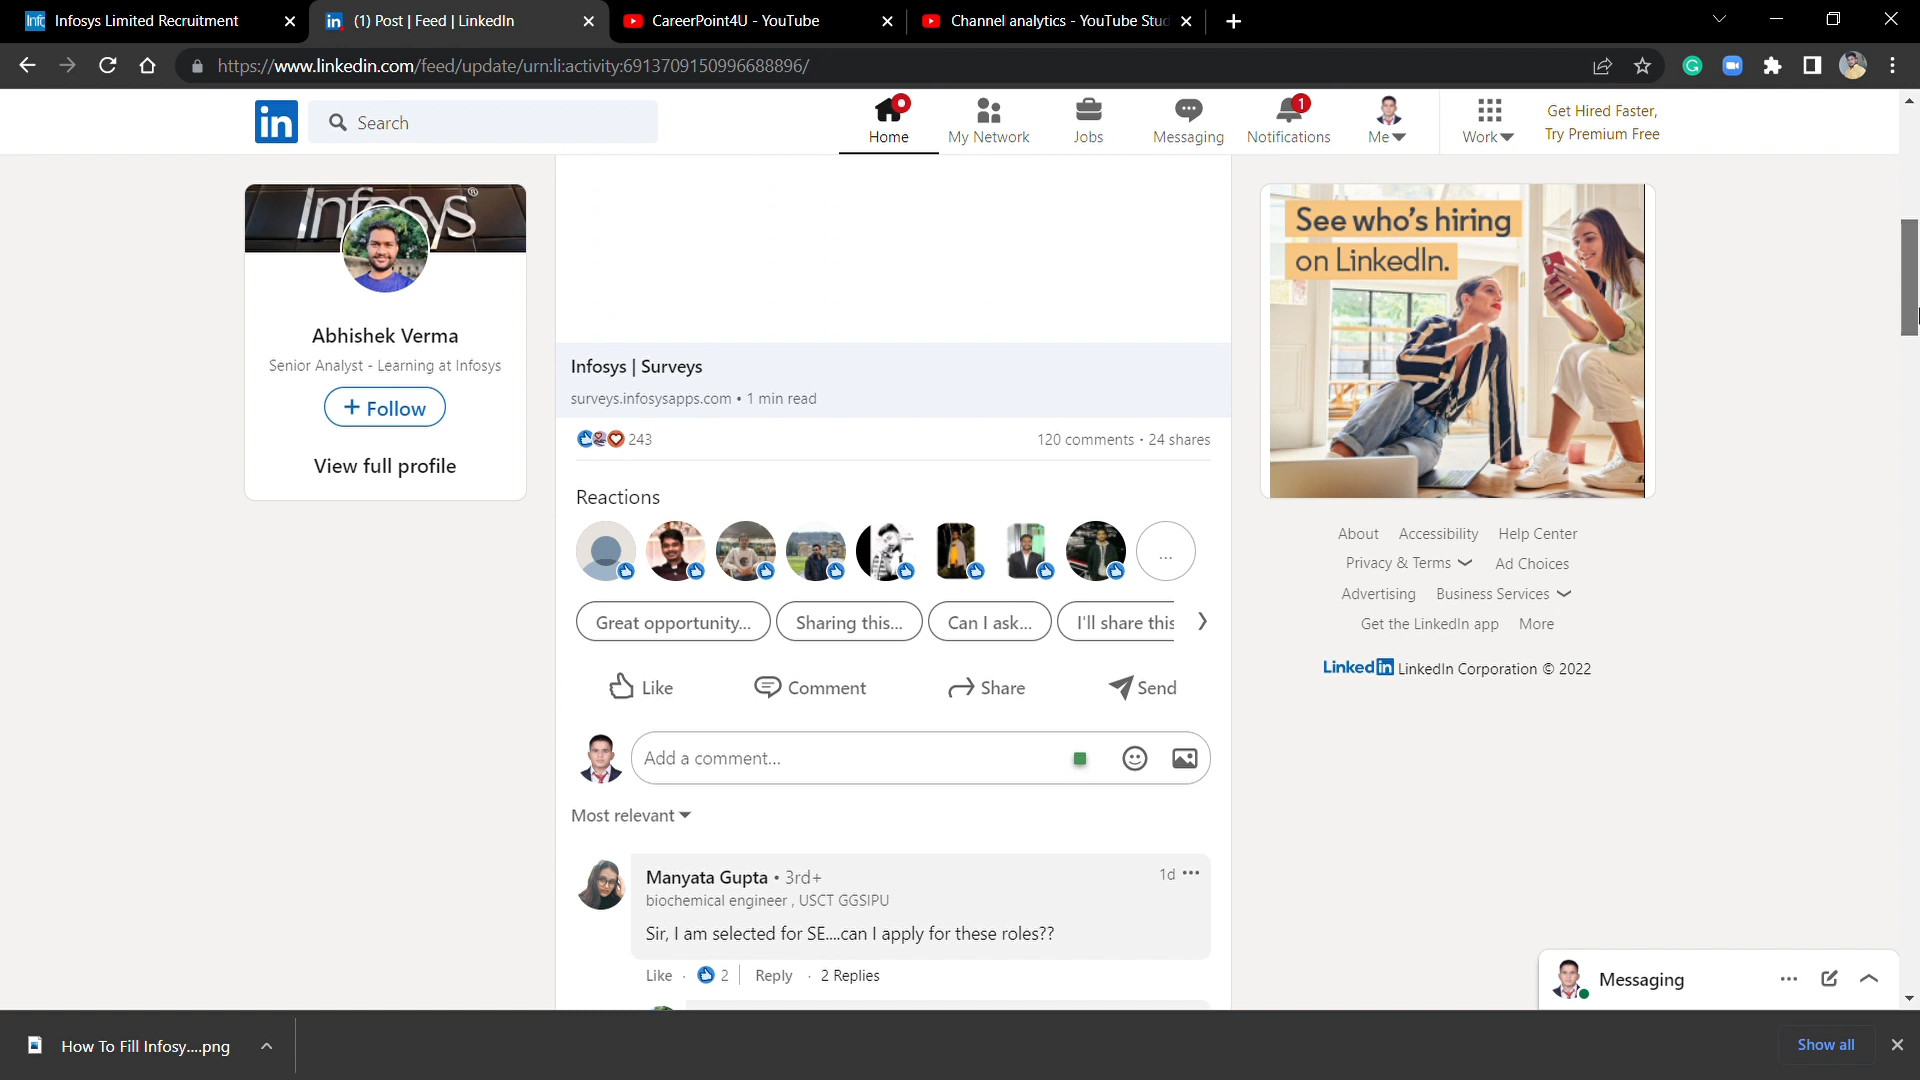 Infosys Limited Recruitment
(1) Post | Feed | LinkedIn
CareerPoint4U - YouTube
Channel analytics - YouTube Stud
https://www.linkedin.com/feed/update/urn:li:activity:6913709150996688896/
in
Search
Home
My Network
Jobs
Messaging
1
Notifications
Me
Work
Get Hired Faster,
Try Premium Free
Infosys®
Abhishek Verma
Senior Analyst - Learning at Infosys
+ Follow
View full profile
Infosys | Surveys
surveys.infosysapps.com • 1 min read
243
120 comments · 24 shares
Reactions
...
Great opportunity...
Sharing this...
Can I ask...
I'll share this
Like
Comment
Share
Send
Add a comment...
Most relevant
Manyata Gupta • 3rd+
1d ...
biochemical engineer , USCT GGSIPU
Sir, I am selected for SE....can I apply for these roles??
Like · 2 | Reply · 2 Replies
See who's hiring
on LinkedIn.
About Accessibility Help Center
Privacy & Terms Ad Choices
Advertising Business Services
Get the LinkedIn app More
LinkedIn LinkedIn Corporation © 2022
Messaging
How To Fill Infosy....png
Show all